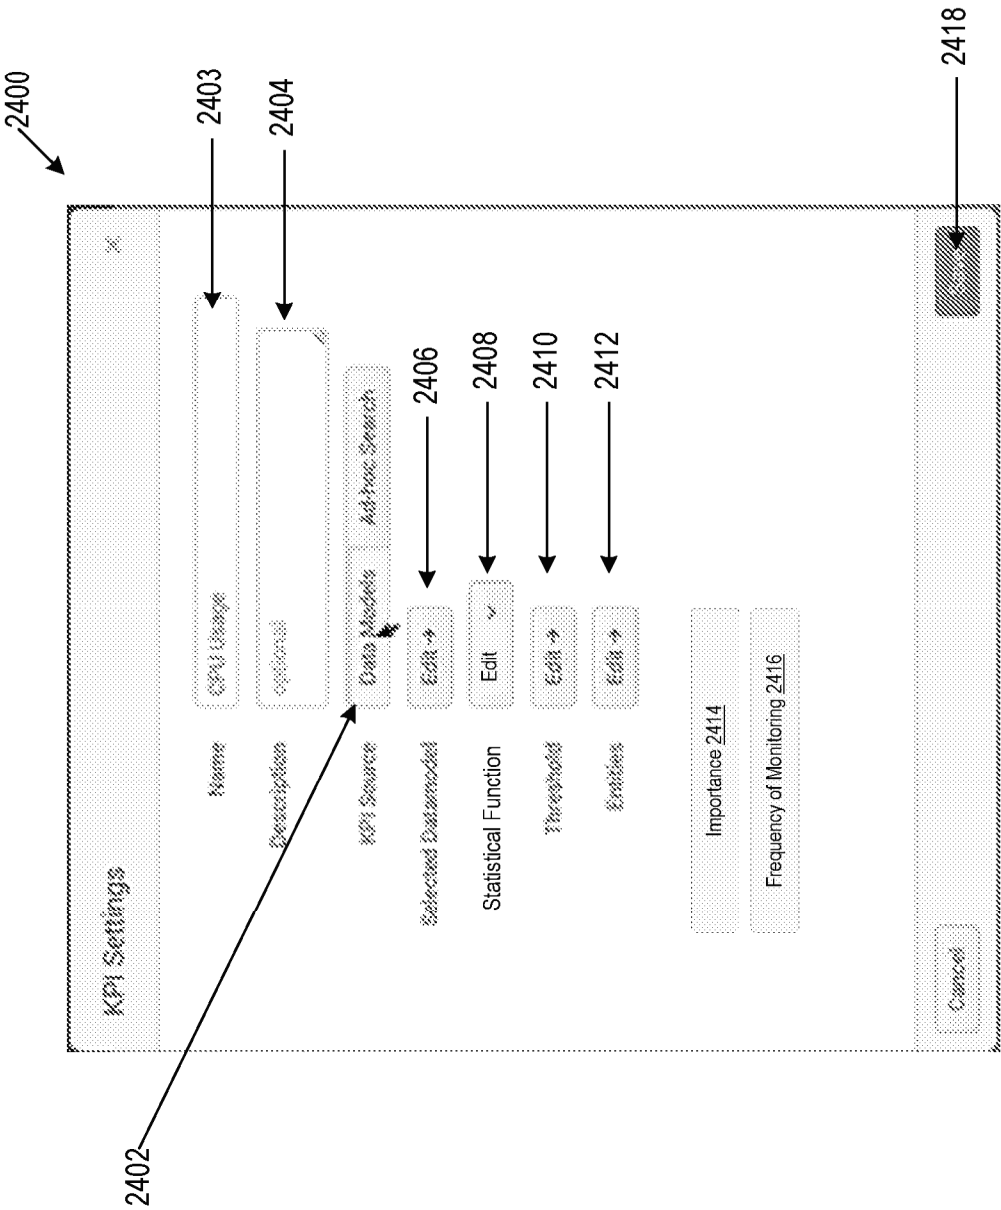 2400
KPI Settings ×
Name CPU Usage 2403
Description optional 2404
2402
KPI Source Data Models Ad-hoc Search
Selected Datamodel Edit → 2406
Statistical Function Edit 2408
Threshold Edit → 2410
Entities Edit → 2412
Importance 2414
Frequency of Monitoring 2416
Cancel 2418